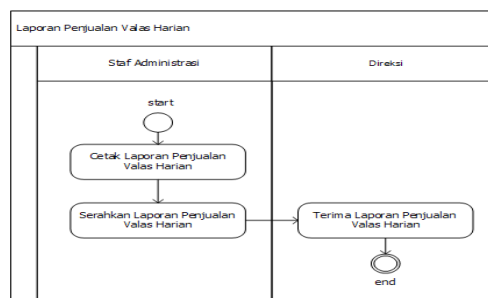 Laporan Penjualan Valas Harian
Staf Administrasi
Direksi
start
Cetak Laporan Penjualan
Valas Harian
Serahkan Laporan Penjualan
Valas Harian
Terima Laporan Penjualan
Valas Harian
end